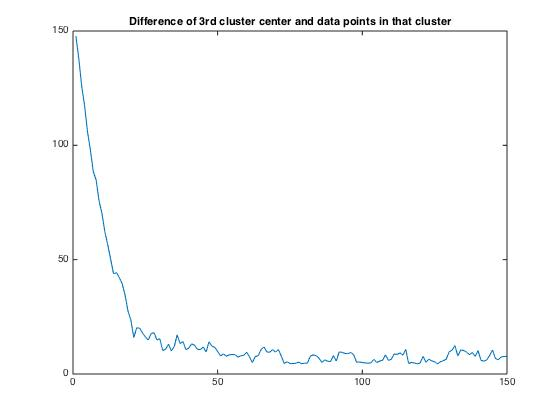 Difference of 3rd cluster center and data points in that cluster
150
100
50
0
0 50 100 150